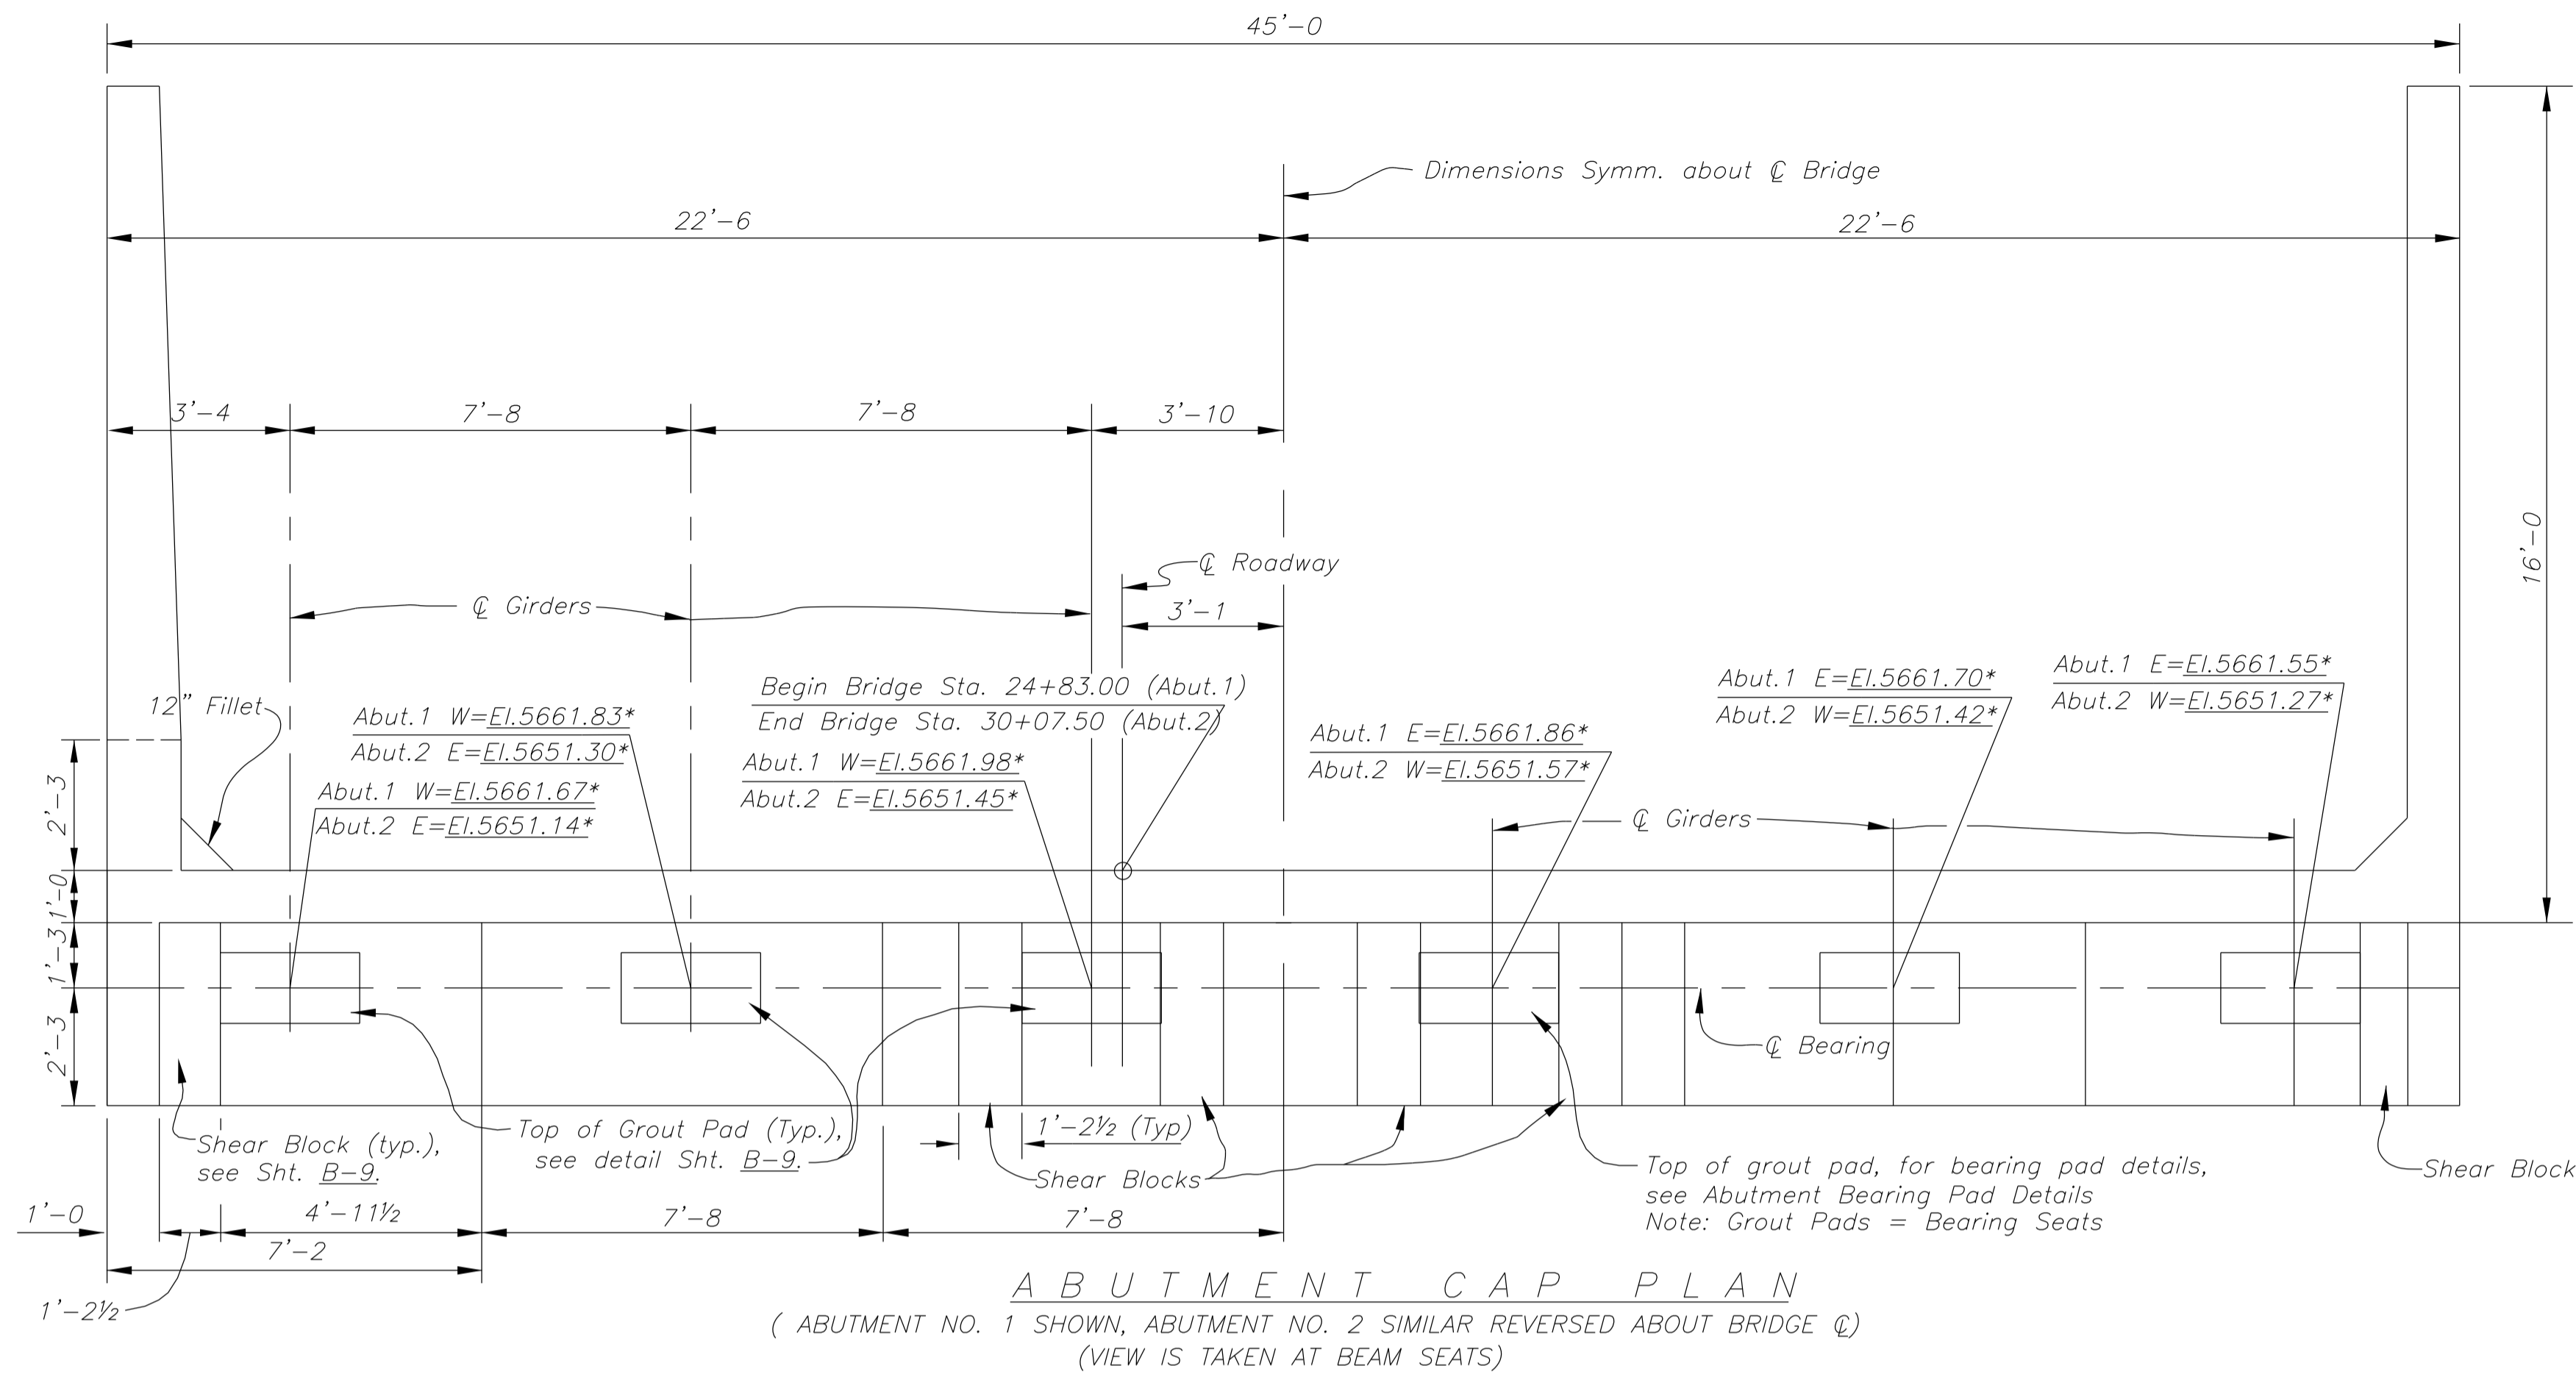 45'-0
Dimensions Symm. about ℄ Bridge
22'-6
22'-6
3'-4
7'-8
7'-8
3'-10
16'-0
℄ Roadway
℄ Girders
3'-1
12" Fillet
Abut.1 W=El.5661.83*
Abut.2 E=El.5651.30*
Abut.1 W=El.5661.67*
Abut.2 E=El.5651.14*
Begin Bridge Sta. 24+83.00 (Abut.1)
End Bridge Sta. 30+07.50 (Abut.2)
Abut.1 W=El.5661.98*
Abut.2 E=El.5651.45*
Abut.1 E=El.5661.86*
Abut.2 W=El.5651.57*
Abut.1 E=El.5661.70*
Abut.2 W=El.5651.42*
Abut.1 E=El.5661.55*
Abut.2 W=El.5651.27*
℄ Girders
2'-3
1'-0
1'-3
2'-3
℄ Bearing
Shear Block (typ.),
see Sht. B-9.
Top of Grout Pad (Typ.),
see detail Sht. B-9.
1'-2½ (Typ)
Shear Blocks
Top of grout pad, for bearing pad details,
see Abutment Bearing Pad Details
Note: Grout Pads = Bearing Seats
Shear Block
1'-0
4'-11½
7'-8
7'-8
7'-2
1'-2½
ABUTMENT CAP PLAN
( ABUTMENT NO. 1 SHOWN, ABUTMENT NO. 2 SIMILAR REVERSED ABOUT BRIDGE ℄)
(VIEW IS TAKEN AT BEAM SEATS)